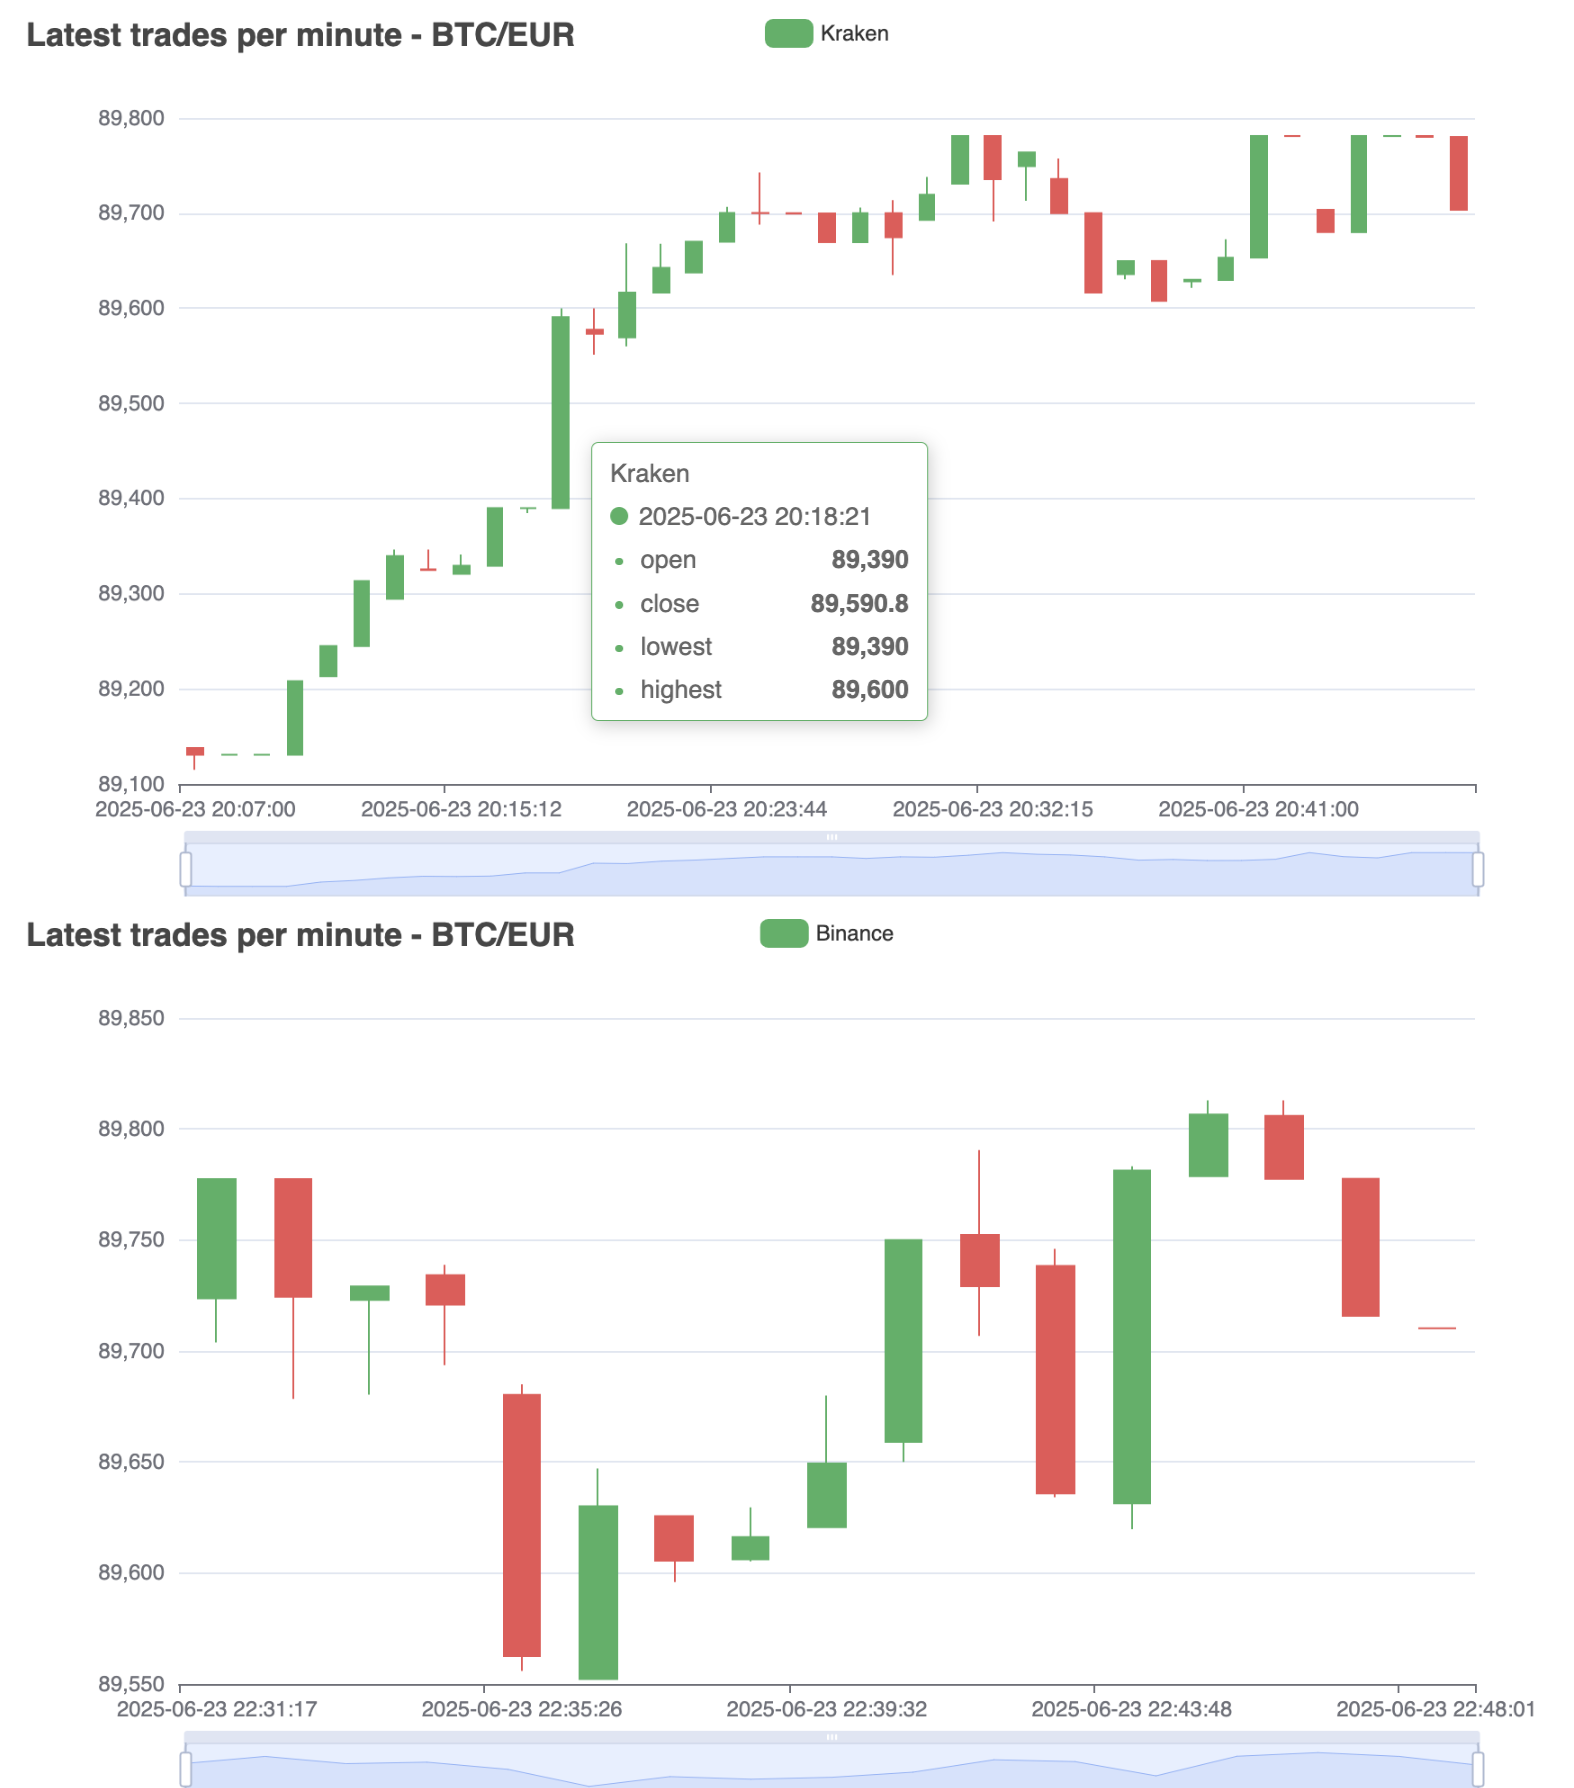 Latest trades per minute - BTC/EUR
Kraken
89,800
89,700
89,600
89,500
89,400
89,300
89,200
89,100
Kraken
2025-06-23 20:18:21
open 89,390
close 89,590.8
lowest 89,390
highest 89,600
2025-06-23 20:07:00 2025-06-23 20:15:12 2025-06-23 20:23:44 2025-06-23 20:32:15 2025-06-23 20:41:00
Latest trades per minute - BTC/EUR
Binance
89,850
89,800
89,750
89,700
89,650
89,600
89,550
2025-06-23 22:31:17 2025-06-23 22:35:26 2025-06-23 22:39:32 2025-06-23 22:43:48 2025-06-23 22:48:01